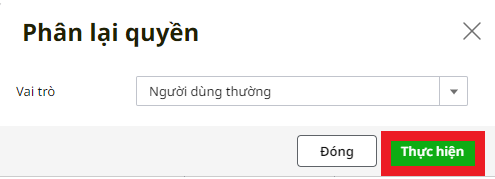 Phân lại quyền
Vai trò
Người dùng thường
Đóng
Thực hiện